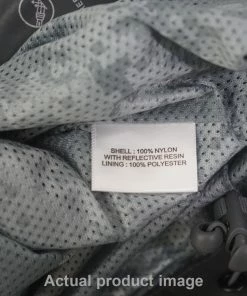 SHELL : 100% NYLON
WITH REFLECTIVE RESIN
LINING : 100% POLYESTER
Actual product image